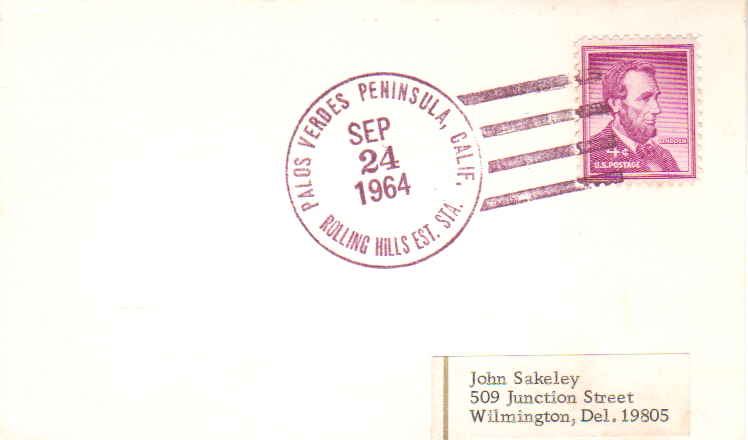 PALOS VERDES PENINSULA, CALIF.
SEP
24
1964
ROLLING HILLS EST. STA.
LINCOLN
4¢
U.S. POSTAGE
John Sakeley
509 Junction Street
Wilmington, Del. 19805